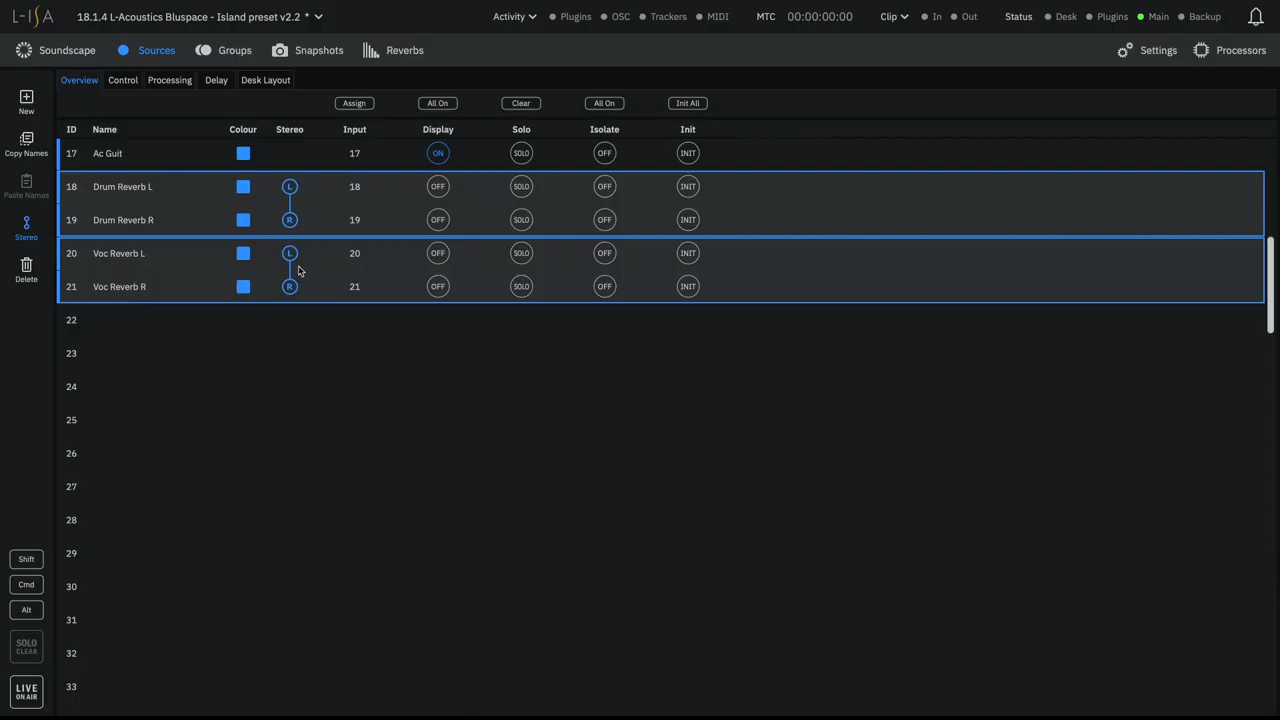 L-ISA 18.1.4 L-Acoustics Bluspace - Island preset v2.2 * Activity Plugins OSC Trackers MIDI MTC 00:00:00:00 Clip In Out Status Desk Plugins Main Backup
Soundscape Sources Groups Snapshots Reverbs Settings Processors
Overview Control Processing Delay Desk Layout
New
Copy Names
Paste Names
Stereo
Delete
Assign All On Clear All On Init All
ID Name Colour Stereo Input Display Solo Isolate Init
17 Ac Guit 17 ON SOLO OFF INIT
18 Drum Reverb L L 18 OFF SOLO OFF INIT
19 Drum Reverb R R 19 OFF SOLO OFF INIT
20 Voc Reverb L L 20 OFF SOLO OFF INIT
21 Voc Reverb R R 21 OFF SOLO OFF INIT
22
23
24
25
26
27
28
29
30
31
32
33
Shift
Cmd
Alt
SOLO
CLEAR
LIVE
ON AIR